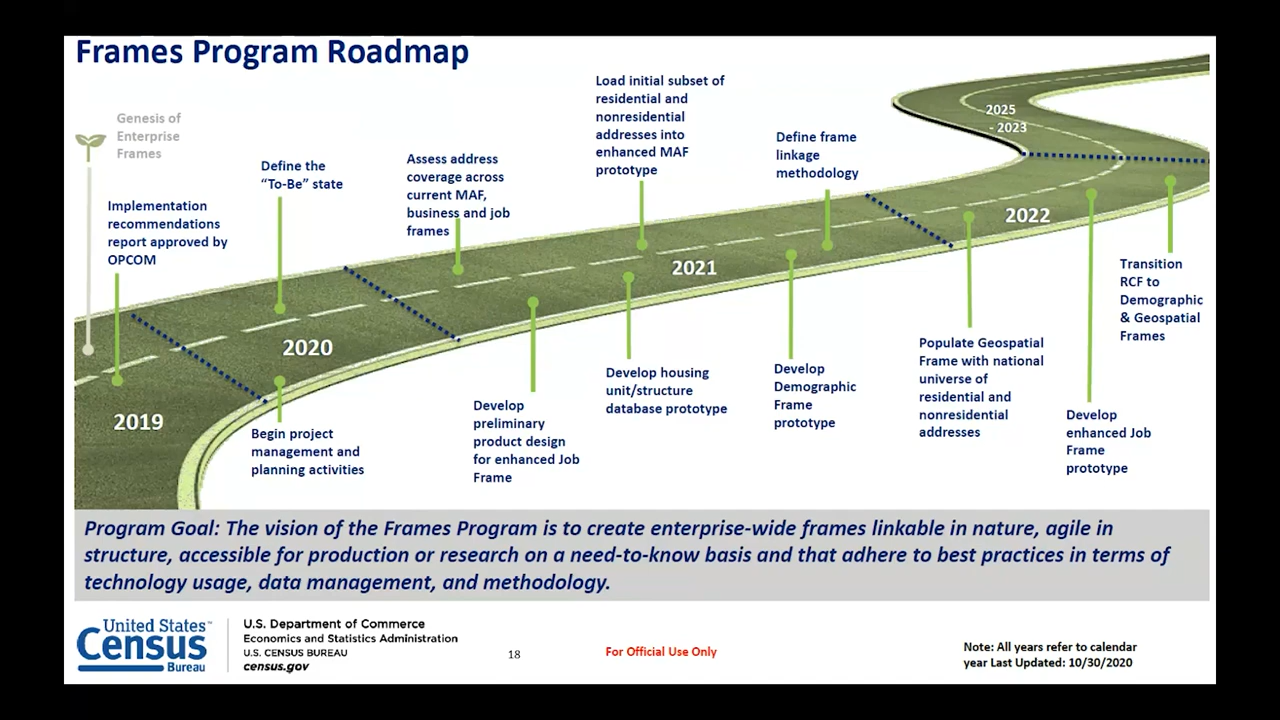 Frames Program Roadmap
Genesis of
Enterprise
Frames
Implementation
recommendations
report approved by
OPCOM
Define the
“To-Be” state
Assess address
coverage across
current MAF,
business and job
frames
Load initial subset of
residential and
nonresidential
addresses into
enhanced MAF
prototype
Define frame
linkage
methodology
2025
- 2023
2022
2021
2020
2019
Begin project
management and
planning activities
Develop
preliminary
product design
for enhanced Job
Frame
Develop housing
unit/structure
database prototype
Develop
Demographic
Frame
prototype
Populate Geospatial
Frame with national
universe of
residential and
nonresidential
addresses
Develop
enhanced Job
Frame
prototype
Transition
RCF to
Demographic
& Geospatial
Frames
Program Goal: The vision of the Frames Program is to create enterprise-wide frames linkable in nature, agile in
structure, accessible for production or research on a need-to-know basis and that adhere to best practices in terms of
technology usage, data management, and methodology.
United States™
Census
Bureau
U.S. Department of Commerce
Economics and Statistics Administration
U.S. CENSUS BUREAU
census.gov
18
For Official Use Only
Note: All years refer to calendar
year Last Updated: 10/30/2020